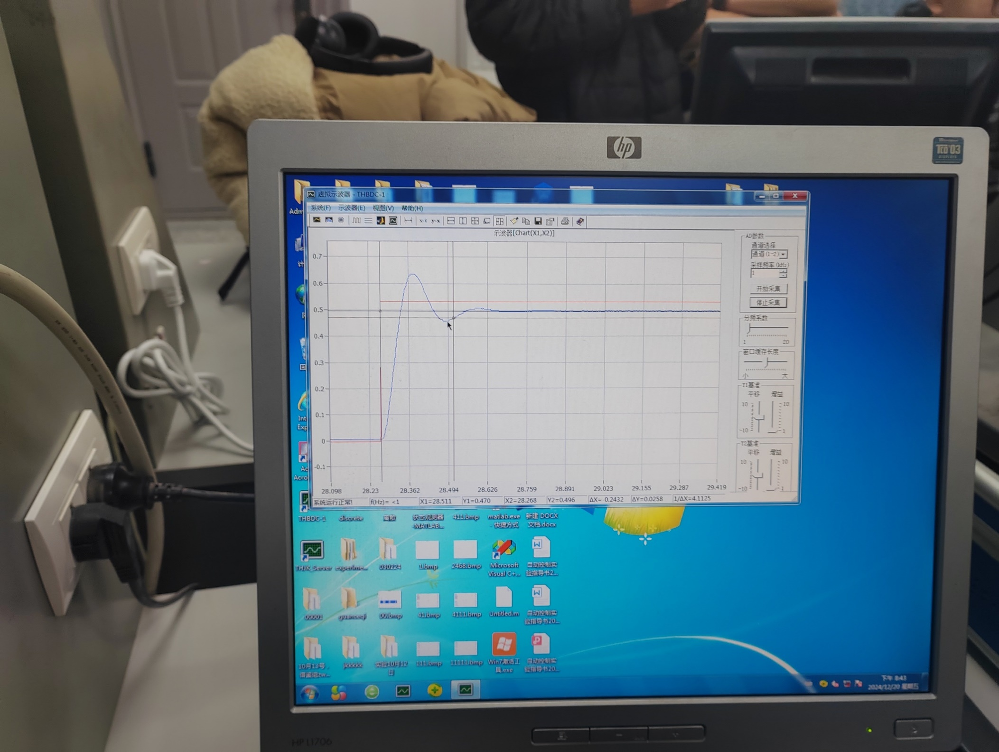 hp
TCO'03
DISPLAYS
Adm
虚拟示波器 - THBDC-1
系统(F) 示波器(E) 视图(V) 帮助(H)
x-t y-x
示波器[Chart(X1,X2)]
0.7
0.6
0.5
0.4
0.3
0.2
0.1
0
-0.1
28.098 28.23 28.362 28.494 28.626 28.759 28.891 29.023 29.155 29.287 29.419
系统运行正常! f(Hz)= <1 X1=28.511 Y1=0.470 X2=28.268 Y2=0.496 ΔX=-0.2432 ΔY=0.0258 1/ΔX=4.1125
AD参数
通道选择
通道(1-2)
采样频率(kHz)
1
开始采集
停止采集
分频系数
1 20
窗口缓存长度
小 大
Y1基准
平移 增益
10 10
-10 1
Y2基准
平移 增益
10 10
-10 1
计
回
Int
Exp
Ac
Acro
THBDC-1 discrete 离散 状态观测器 411.bmp matlab.exe 新建 DOCX
-MATLAB... - 快捷方式 文档.docx
THJK_Server experime... 030224 1.bmp 2468.bmp Microsoft 自动控制实
Visual C+... 验指导书2...
00001 guanceqi 00.bmp 41.bmp 4111.bmp Untitled.m 自动控制实
验指导书20...
10月13号, jkkkkk 实验10月12 111.bmp 11111.bmp Win7激活工 自动控制实
日 具.exe 验指导书20...
下午 8:43
2024/12/20 星期五
HP L1706